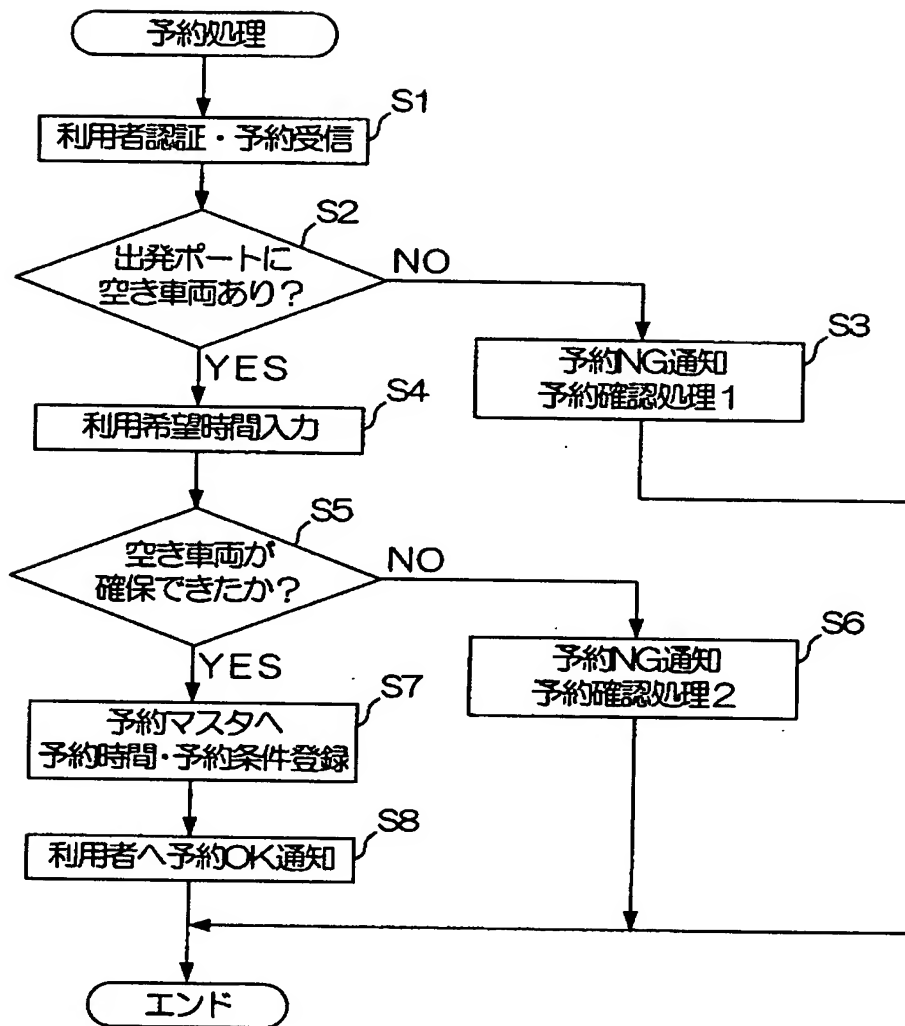 予約処理
S1
利用者認証・予約受信
S2
出発ポートに
空き車両あり?
NO
YES
S3
予約NG通知
予約確認処理1
S4
利用希望時間入力
S5
空き車両が
確保できたか?
NO
YES
S6
予約NG通知
予約確認処理2
S7
予約マスタへ
予約時間・予約条件登録
S8
利用者へ予約OK通知
エンド